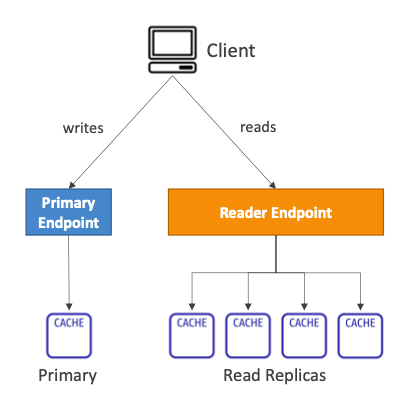 Client
writes
reads
Primary
Endpoint
Reader Endpoint
CACHE
CACHE
CACHE
CACHE
CACHE
Primary
Read Replicas